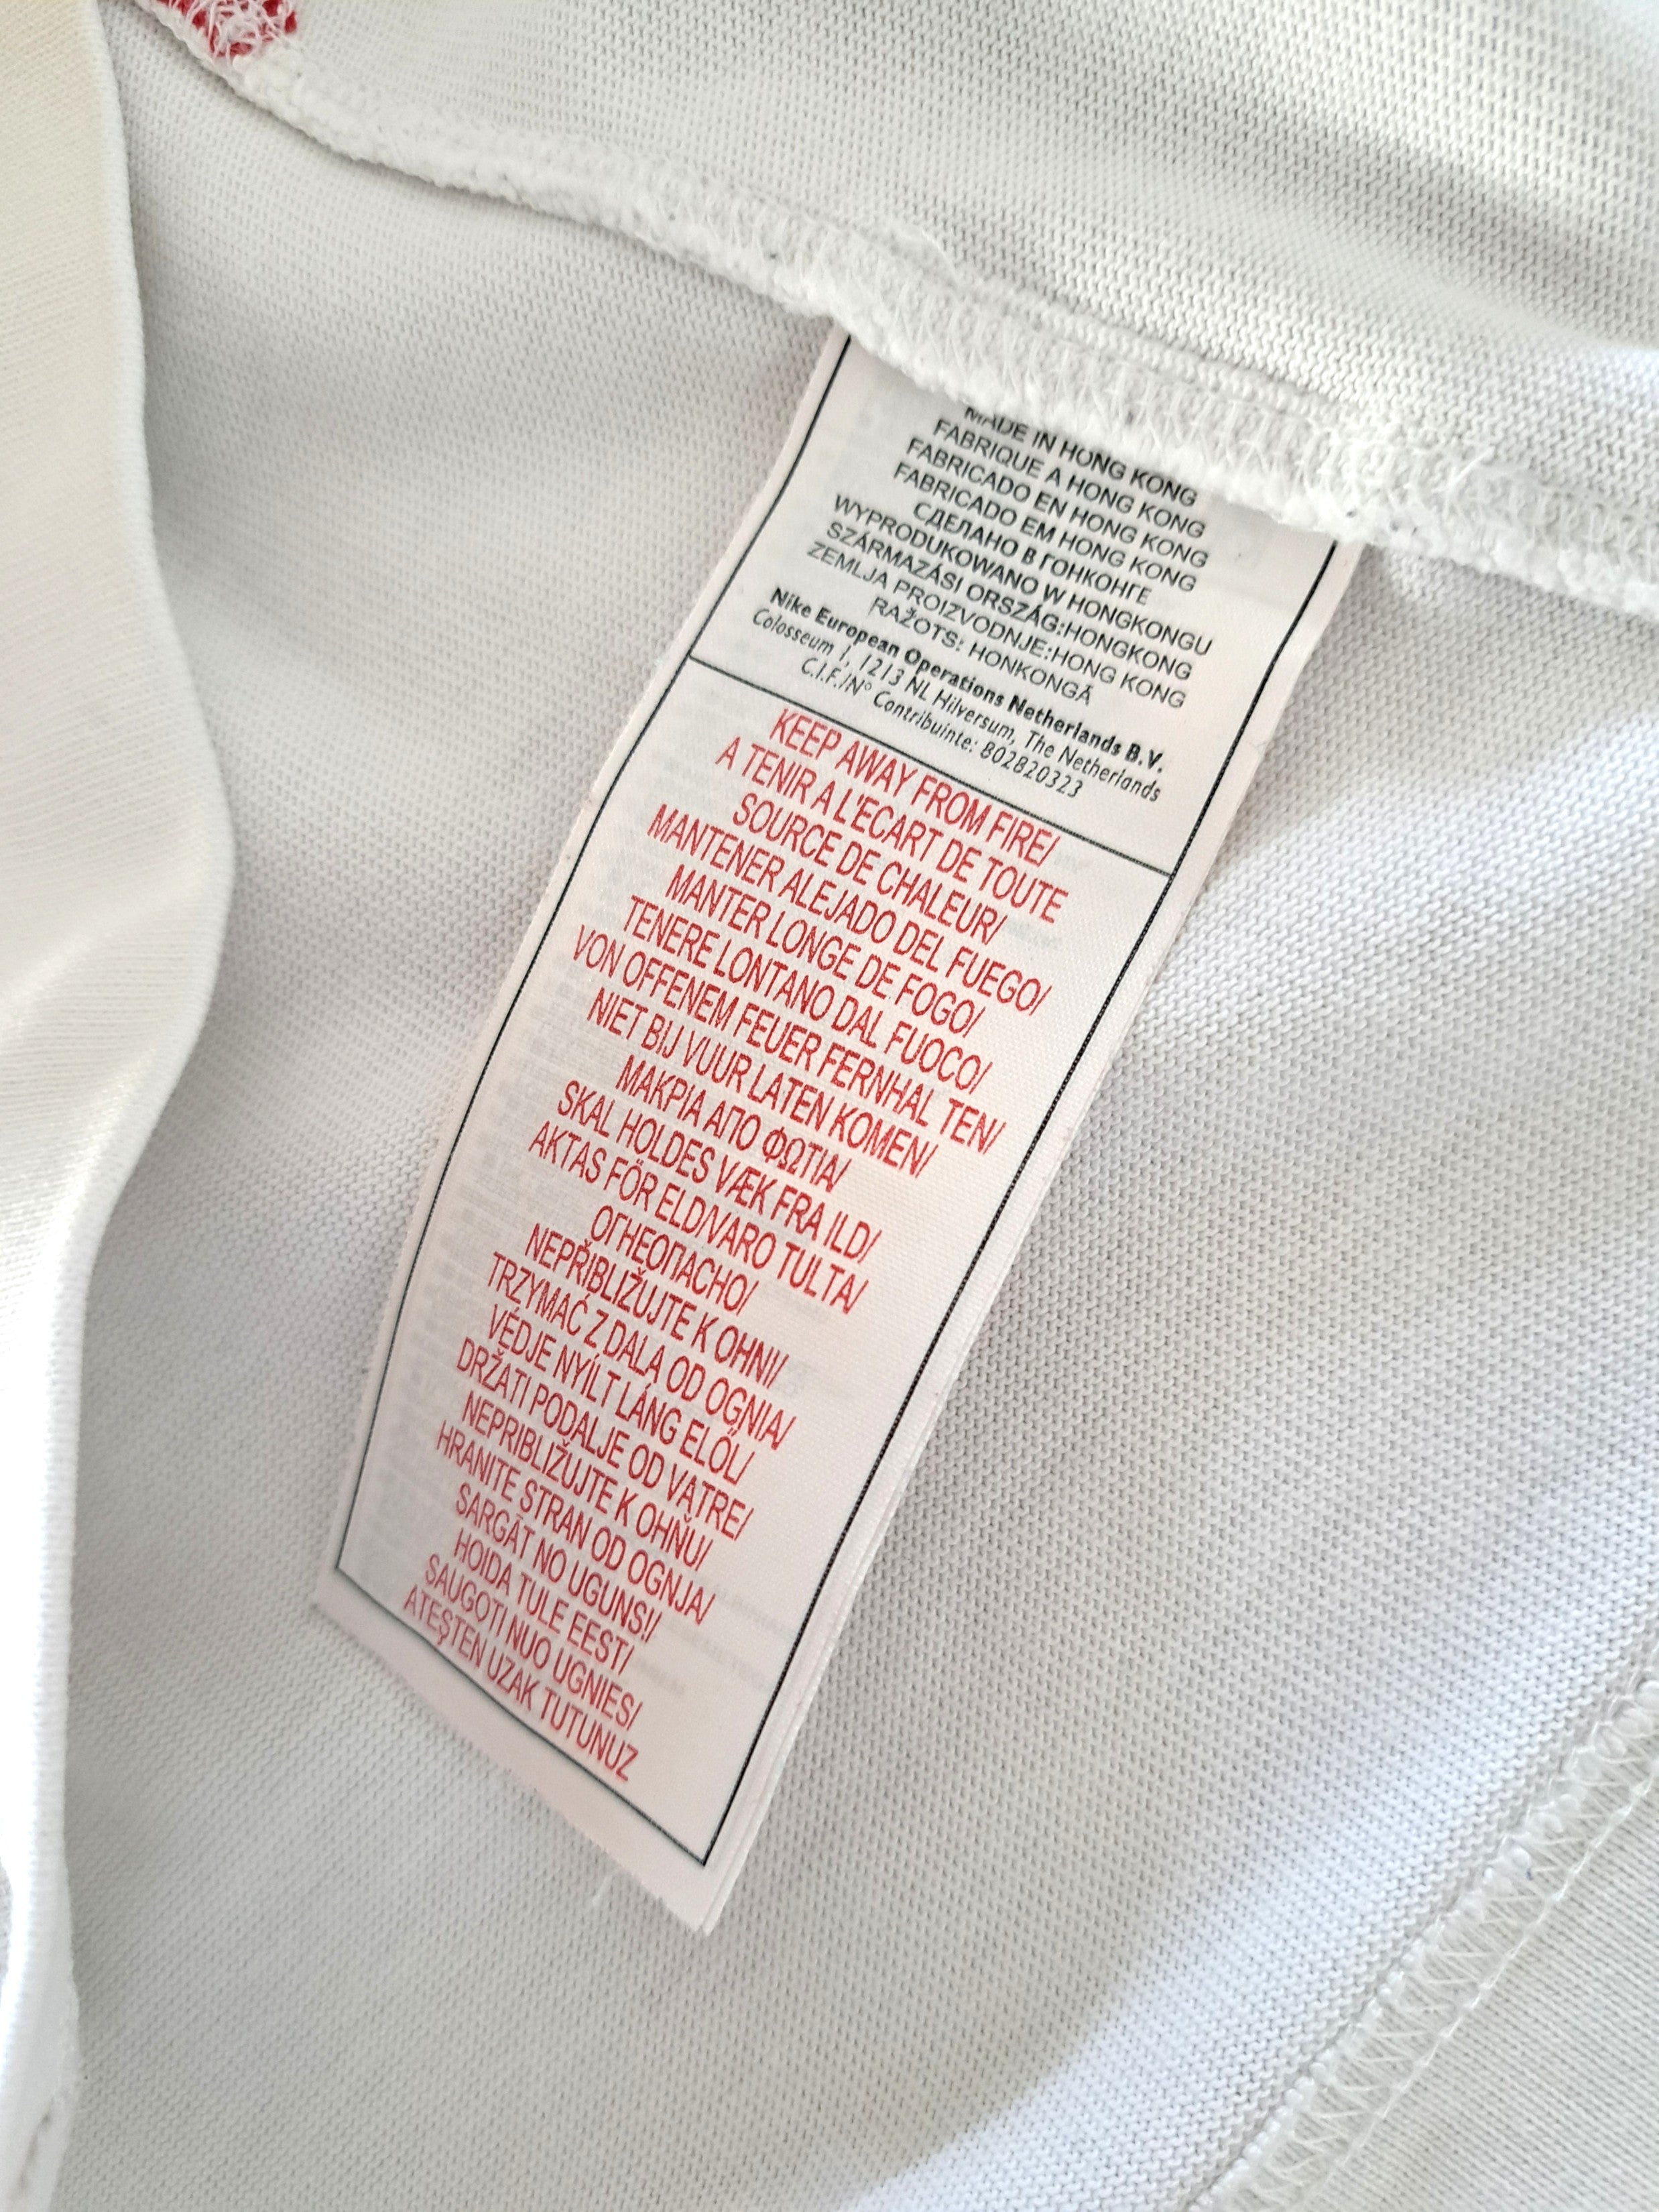 MADE IN HONG KONG
FABRIQUE A HONG KONG
FABRICADO EN HONG KONG
FABRICADO EM HONG KONG
СДЕЛАНО В ГОНКОНГЕ
WYPRODUKOWANO W HONGKONGU
SZÁRMAZÁSI ORSZÁG:HONGKONG
ZEMLJA PROIZVODNJE:HONG KONG
RAŽOTS: HONKONGĀ
Nike European Operations Netherlands B.V.
Colosseum 1, 1213 NL Hilversum, The Netherlands
C.I.F./N° Contribuinte: 802820323
KEEP AWAY FROM FIRE/
A TENIR A L'ECART DE TOUTE
SOURCE DE CHALEUR/
MANTENER ALEJADO DEL FUEGO/
MANTER LONGE DE FOGO/
TENERE LONTANO DAL FUOCO/
VON OFFENEM FEUER FERNHAL TEN/
NIET BIJ VUUR LATEN KOMEN/
ΜΑΚΡΙΑ ΑΠΟ ΦΩΤΙΑ/
SKAL HOLDES VÆK FRA ILD/
AKTAS FÖR ELD/VARO TULTA/
ОГНЕОПАСНО/
NEPŘIBLIŽUJTE K OHNI/
TRZYMAĆ Z DALA OD OGNIA/
VÉDJE NYÍLT LÁNG ELŐL/
DRŽATI PODALJE OD VATRE/
NEPRIBLIŽUJTE K OHŇU/
HRANITE STRAN OD OGNJA/
SARGĀT NO UGUNS!/
HOIDA TULE EEST/
SAUGOTI NUO UGNIES/
ATEŞTEN UZAK TUTUNUZ